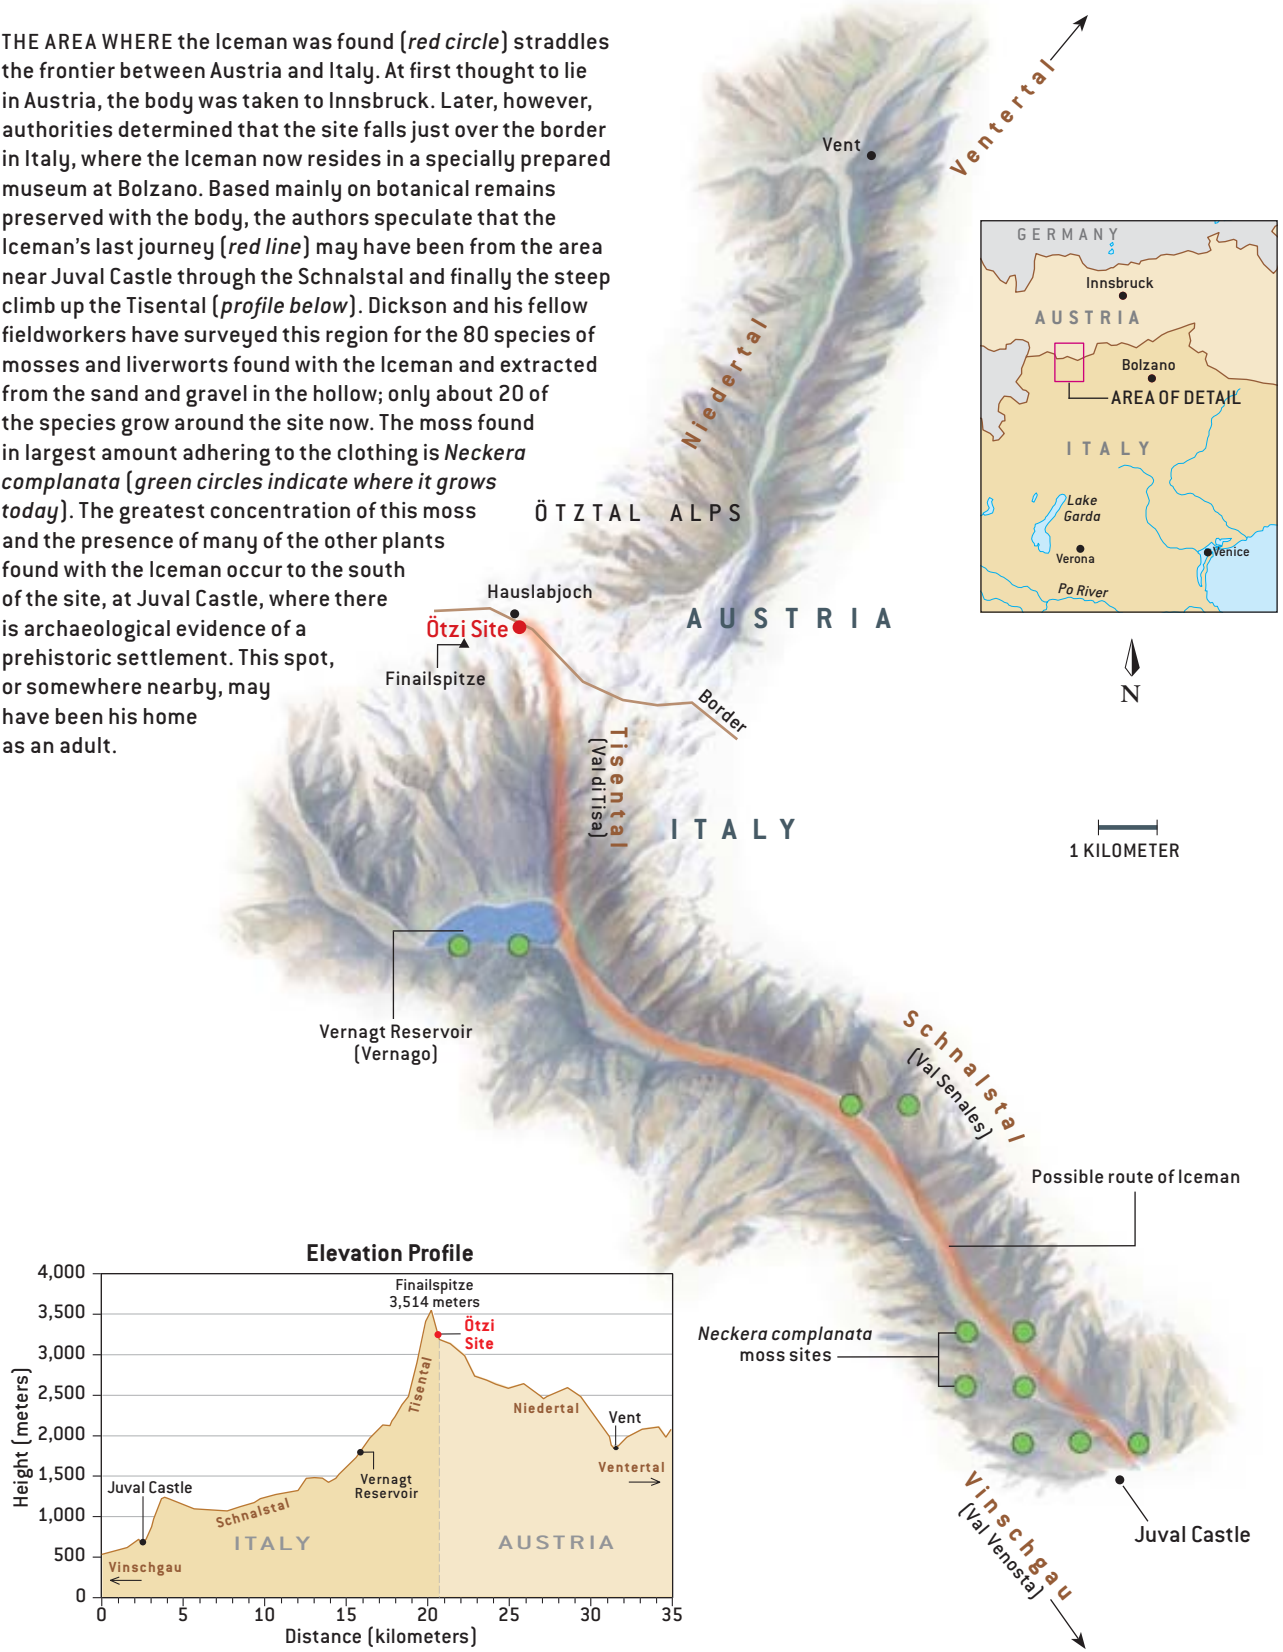 THE AREA WHERE the Iceman was found (red circle) straddles
the frontier between Austria and Italy. At first thought to lie
in Austria, the body was taken to Innsbruck. Later, however,
authorities determined that the site falls just over the border
in Italy, where the Iceman now resides in a specially prepared
museum at Bolzano. Based mainly on botanical remains
preserved with the body, the authors speculate that the
Iceman's last journey (red line) may have been from the area
near Juval Castle through the Schnalstal and finally the steep
climb up the Tisental (profile below). Dickson and his fellow
fieldworkers have surveyed this region for the 80 species of
mosses and liverworts found with the Iceman and extracted
from the sand and gravel in the hollow; only about 20 of
the species grow around the site now. The moss found
in largest amount adhering to the clothing is Neckera
complanata (green circles indicate where it grows
today). The greatest concentration of this moss
and the presence of many of the other plants
found with the Iceman occur to the south
of the site, at Juval Castle, where there
is archaeological evidence of a
prehistoric settlement. This spot,
or somewhere nearby, may
have been his home
as an adult.
Ventertal
Vent
Niedertal
ÖTZTAL ALPS
AUSTRIA
Hauslabjoch
Ötzi Site
Finailspitze
Border
Tisental
(Val di Tisa)
ITALY
GERMANY
Innsbruck
AUSTRIA
Bolzano
AREA OF DETAIL
ITALY
Lake
Garda
Verona
Venice
Po River
N
1 KILOMETER
Vernagt Reservoir
(Vernago)
Schnalstal
(Val Senales)
Possible route of Iceman
Neckera complanata
moss sites
Vinschgau
(Val Venosta)
Juval Castle
Elevation Profile
4,000
3,500
3,000
2,500
2,000
1,500
1,000
500
0
Height (meters)
Finailspitze
3,514 meters
Ötzi
Site
Tisental
Niedertal
Vent
Ventertal
Vernagt
Reservoir
Juval Castle
Schnalstal
ITALY
AUSTRIA
Vinschgau
0 5 10 15 20 25 30 35
Distance (kilometers)